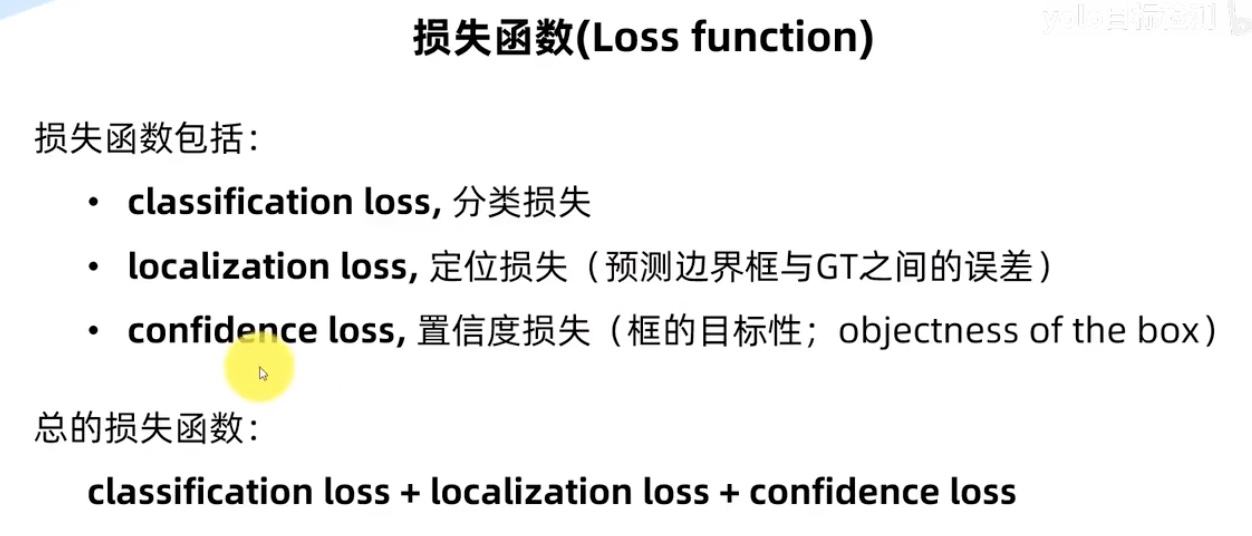 yolo目标检测
损失函数(Loss function)
损失函数包括：
• classification loss, 分类损失
• localization loss, 定位损失（预测边界框与GT之间的误差）
• confidence loss, 置信度损失（框的目标性；objectness of the box）
总的损失函数：
classification loss + localization loss + confidence loss